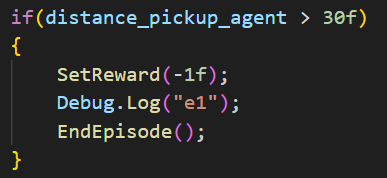 if(distance_pickup_agent > 30f)
{
    SetReward(-1f);
    Debug.Log("e1");
    EndEpisode();
}